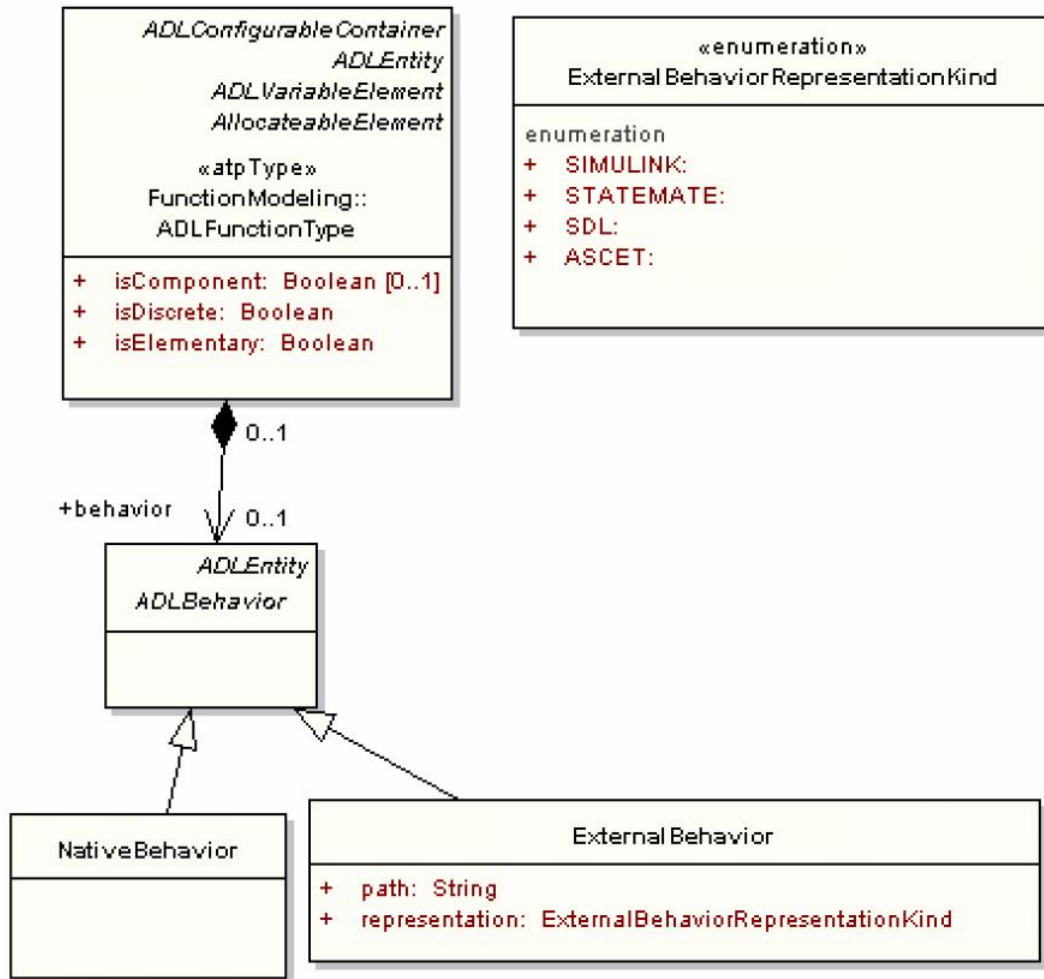 ADLConfigurableContainer
ADLEntity
ADLVariableElement
AllocateableElement
«atpType»
FunctionModeling::
ADLFunctionType
+ isComponent: Boolean [0..1]
+ isDiscrete: Boolean
+ isElementary: Boolean
«enumeration»
ExternalBehaviorRepresentationKind
enumeration
+ SIMULINK:
+ STATEMATE:
+ SDL:
+ ASCET:
0..1
+behavior
0..1
ADLEntity
ADLBehavior
NativeBehavior
ExternalBehavior
+ path: String
+ representation: ExternalBehaviorRepresentationKind